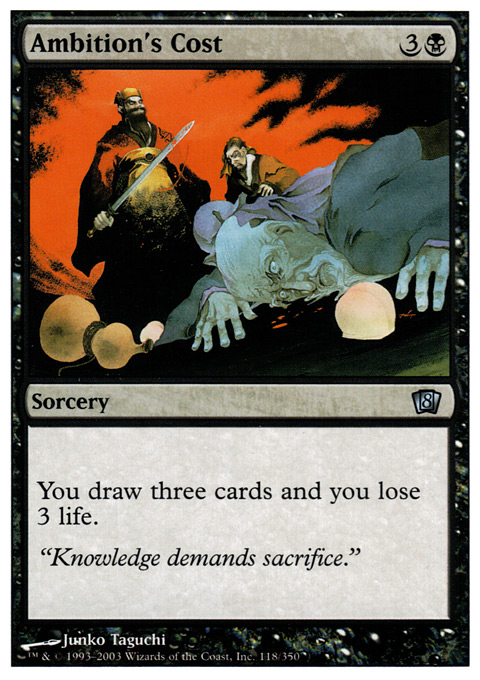 Ambition's Cost 3
Sorcery 8
You draw three cards and you lose
3 life.
“Knowledge demands sacrifice.”
Junko Taguchi
™ & © 1993–2003 Wizards of the Coast, Inc. 118/350